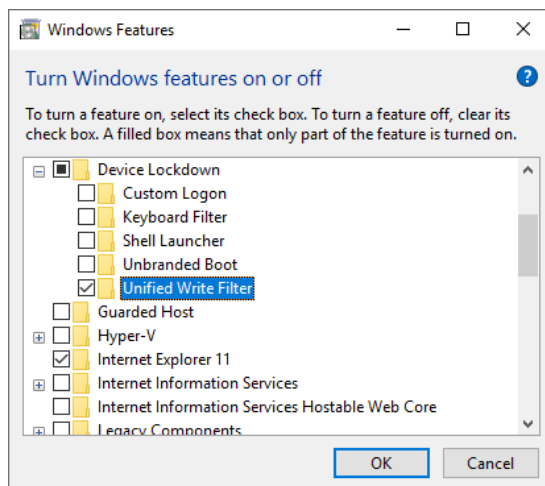 Windows Features
Turn Windows features on or off
To turn a feature on, select its check box. To turn a feature off, clear its
check box. A filled box means that only part of the feature is turned on.
Device Lockdown
Custom Logon
Keyboard Filter
Shell Launcher
Unbranded Boot
Unified Write Filter
Guarded Host
Hyper-V
Internet Explorer 11
Internet Information Services
Internet Information Services Hostable Web Core
Legacy Components
OK Cancel